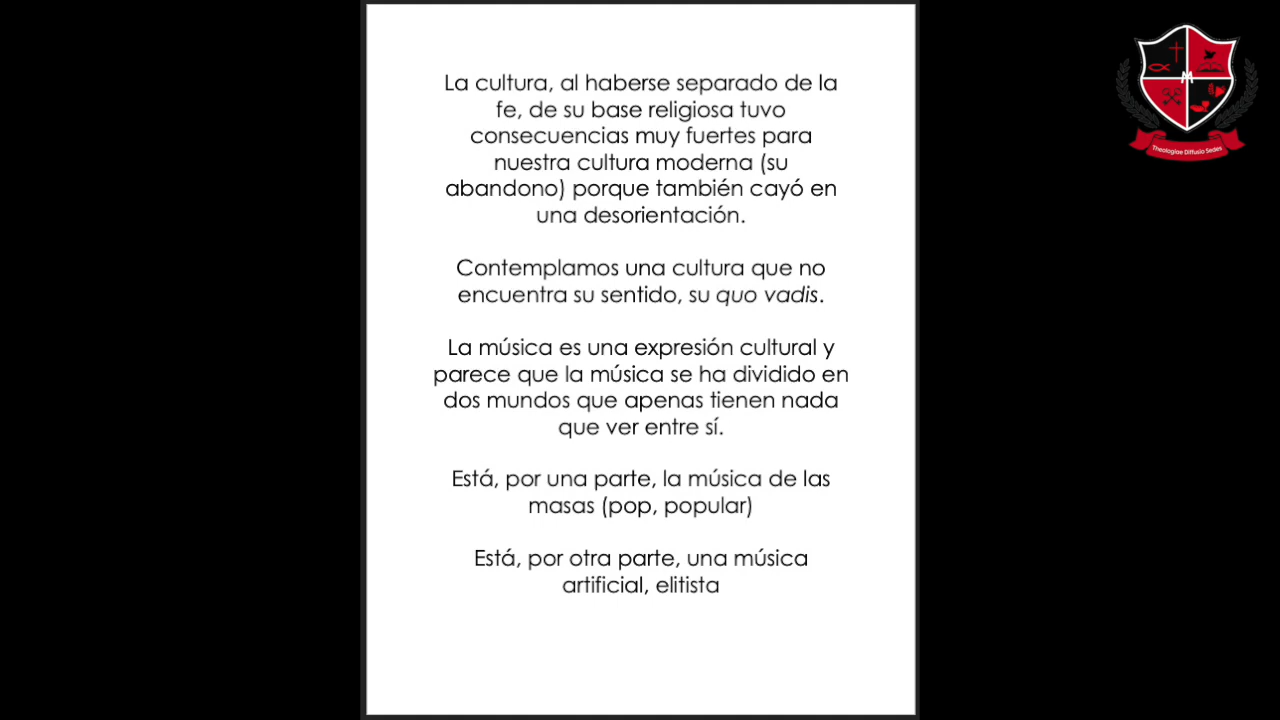 La cultura, al haberse separado de la
fe, de su base religiosa tuvo
consecuencias muy fuertes para
nuestra cultura moderna (su
abandono) porque también cayó en
una desorientación.
Contemplamos una cultura que no
encuentra su sentido, su quo vadis.
La música es una expresión cultural y
parece que la música se ha dividido en
dos mundos que apenas tienen nada
que ver entre sí.
Está, por una parte, la música de las
masas (pop, popular)
Está, por otra parte, una música
artificial, elitista
Theologiae Diffusio Sedes